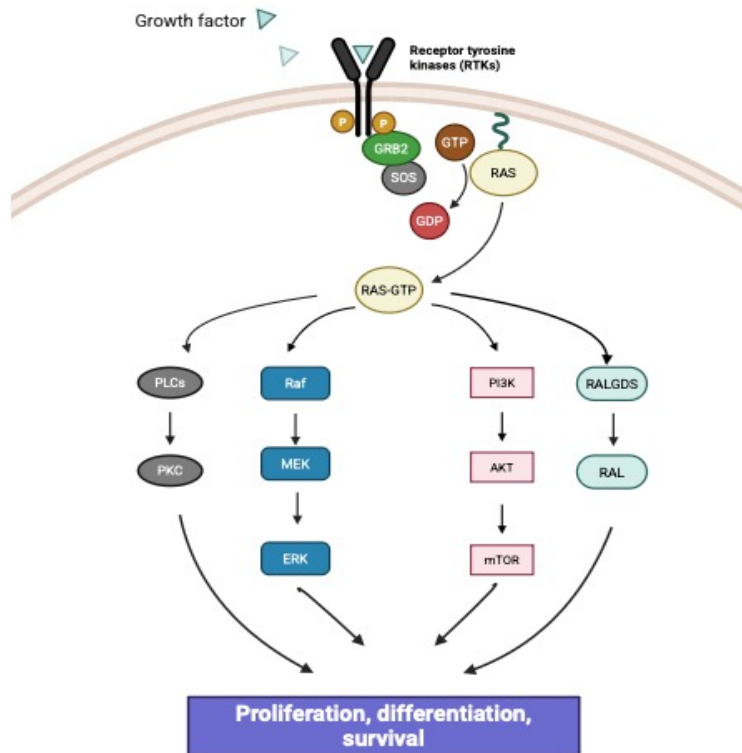 Growth factor
Receptor tyrosine
kinases (RTKs)
P
P
GRB2
SOS
GTP
RAS
GDP
RAS-GTP
PLCs
Raf
PI3K
RALGDS
PKC
MEK
AKT
RAL
ERK
mTOR
Proliferation, differentiation,
survival